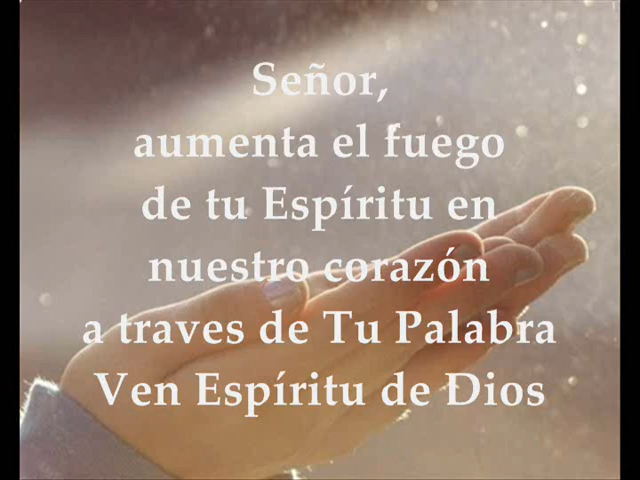 Señor,
aumenta el fuego
de tu Espíritu en
nuestro corazón
a traves de Tu Palabra
Ven Espíritu de Dios